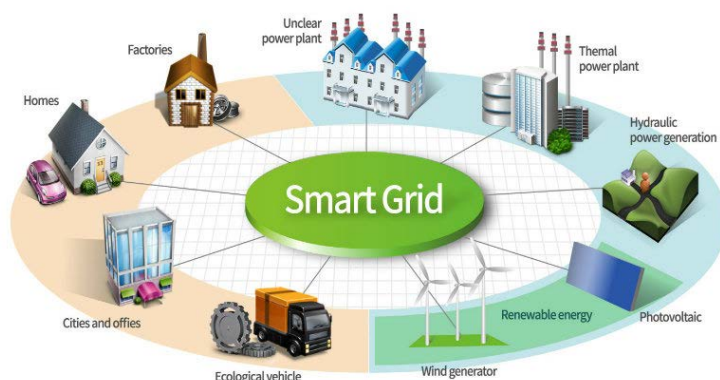 Unclear
power plant
Factories
Themal
power plant
Homes
Hydraulic
power generation
Smart Grid
Cities and offies
Renewable energy
Photovoltaic
Ecological vehicle
Wind generator